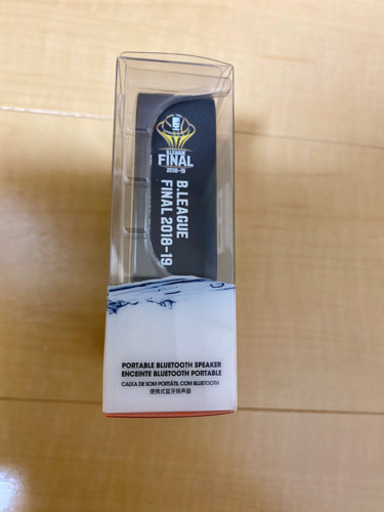 B.LEAGUE
FINAL
2018-19
B.LEAGUE
FINAL 2018-19
PORTABLE BLUETOOTH SPEAKER
ENCEINTE BLUETOOTH PORTABLE
CAIXA DE SOM PORTÁTIL COM BLUETOOTH
便携式蓝牙扬声器